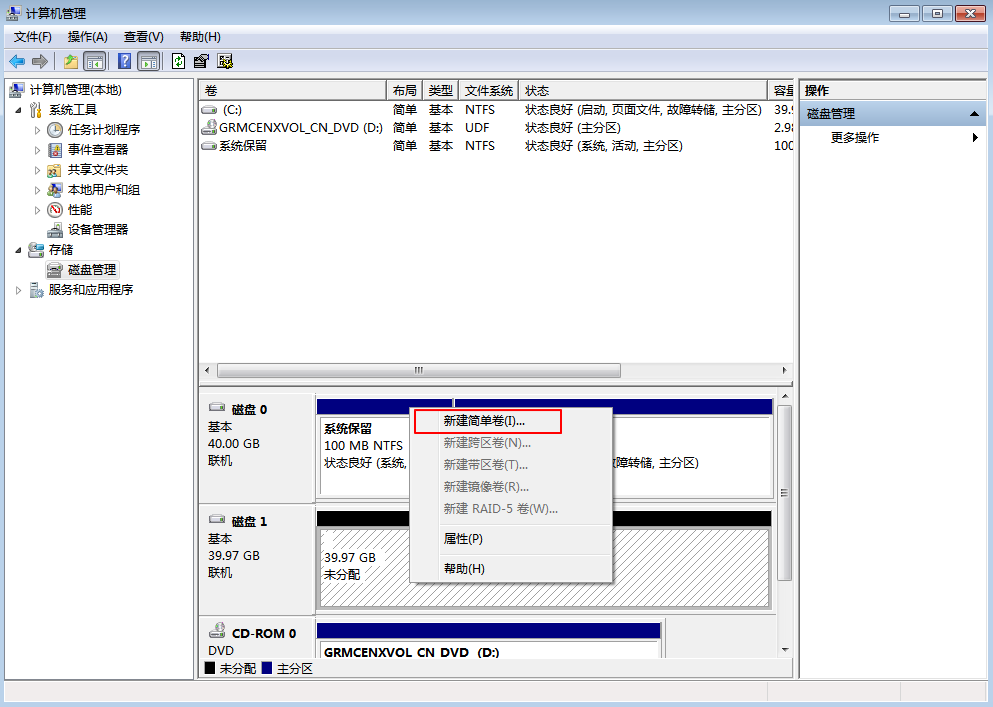 计算机管理
文件(F) 操作(A) 查看(V) 帮助(H)
计算机管理(本地)
系统工具
任务计划程序
事件查看器
共享文件夹
本地用户和组
性能
设备管理器
存储
磁盘管理
服务和应用程序
卷 布局 类型 文件系统 状态 容量
(C:) 简单 基本 NTFS 状态良好 (启动, 页面文件, 故障转储, 主分区) 39.9
GRMCENXVOL_CN_DVD (D:) 简单 基本 UDF 状态良好 (主分区) 2.98
系统保留 简单 基本 NTFS 状态良好 (系统, 活动, 主分区) 100
操作
磁盘管理
更多操作
磁盘 0
基本
40.00 GB
联机
系统保留
100 MB NTFS
状态良好 (系统,
故障转储, 主分区)
新建简单卷(I)...
新建跨区卷(N)...
新建带区卷(T)...
新建镜像卷(R)...
新建 RAID-5 卷(W)...
属性(P)
帮助(H)
磁盘 1
基本
39.97 GB
联机
39.97 GB
未分配
CD-ROM 0
DVD
GRMCENXVOL_CN_DVD (D:)
未分配 主分区